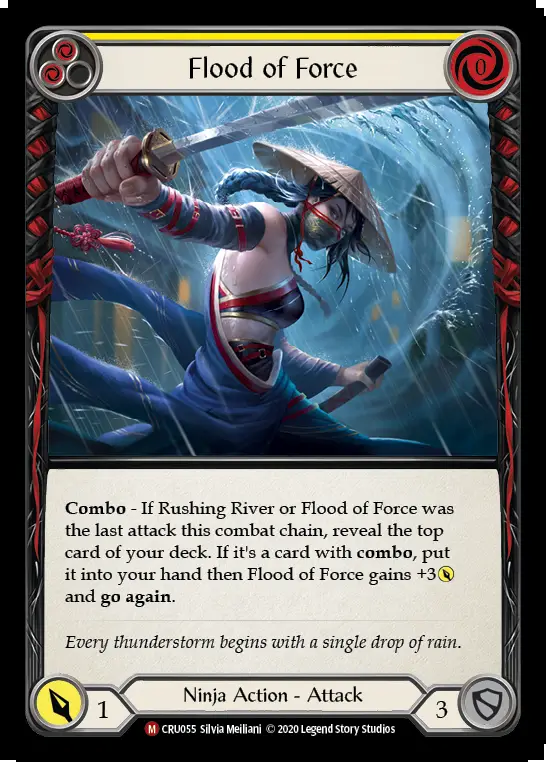 Flood of Force
0
Combo - If Rushing River or Flood of Force was
the last attack this combat chain, reveal the top
card of your deck. If it's a card with combo, put
it into your hand then Flood of Force gains +3
and go again.
Every thunderstorm begins with a single drop of rain.
1
Ninja Action - Attack
3
M CRU055 Silvia Meiliani © 2020 Legend Story Studios